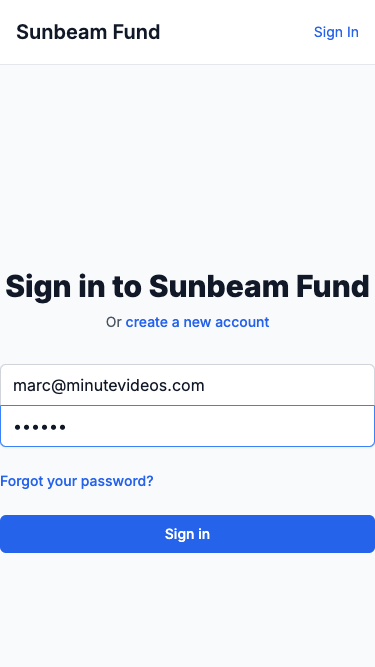 Sunbeam Fund
Sign In
Sign in to Sunbeam Fund
Or create a new account
marc@minutevideos.com
••••••
Forgot your password?
Sign in